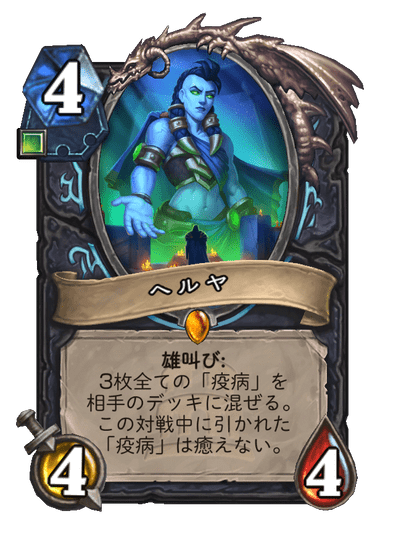 4
ヘルヤ
雄叫び:
3枚全ての「疫病」を
相手のデッキに混ぜる。
この対戦中に引かれた
「疫病」は癒えない。
4
4